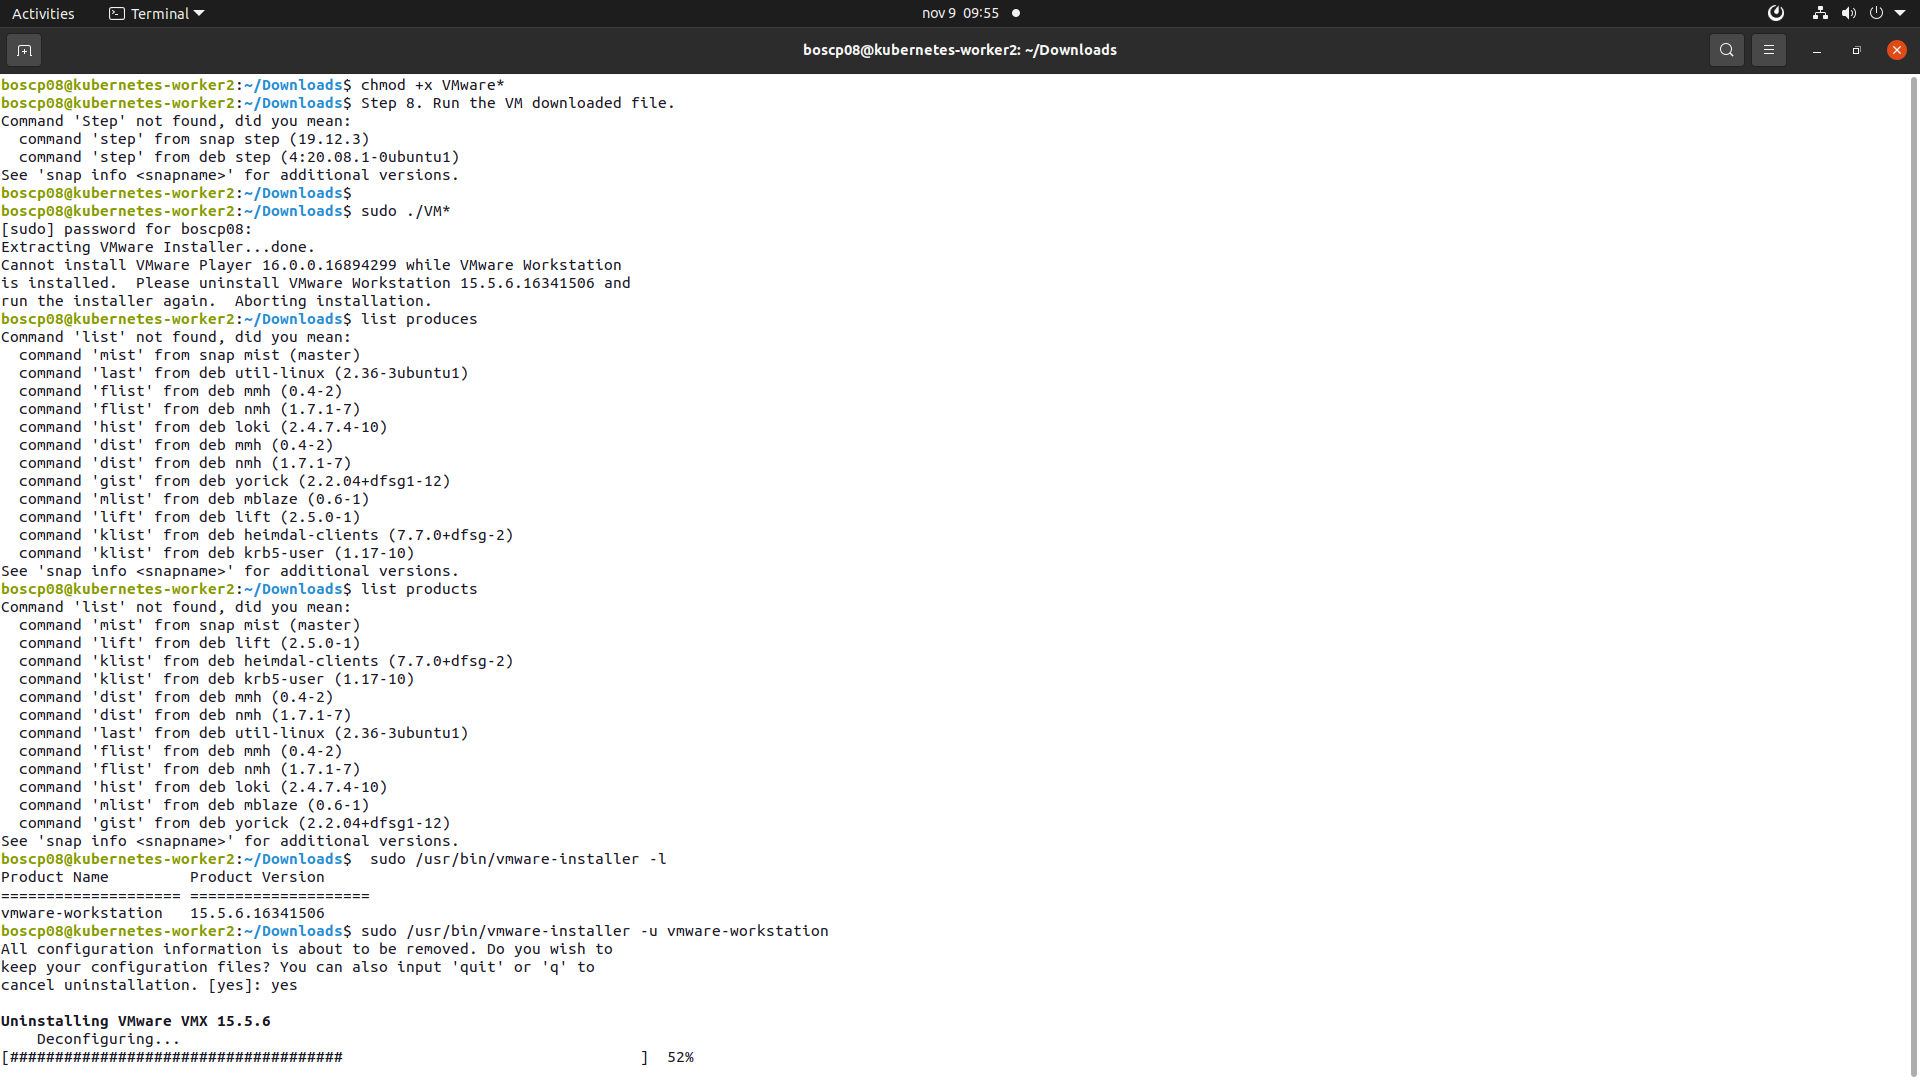 Activities
Terminal
nov 9 09:55
boscp08@kubernetes-worker2: ~/Downloads
boscp08@kubernetes-worker2:~/Downloads$ chmod +x VMware*
boscp08@kubernetes-worker2:~/Downloads$ Step 8. Run the VM downloaded file.
Command 'Step' not found, did you mean:
  command 'step' from snap step (19.12.3)
  command 'step' from deb step (4:20.08.1-0ubuntu1)
See 'snap info <snapname>' for additional versions.
boscp08@kubernetes-worker2:~/Downloads$
boscp08@kubernetes-worker2:~/Downloads$ sudo ./VM*
[sudo] password for boscp08:
Extracting VMware Installer...done.
Cannot install VMware Player 16.0.0.16894299 while VMware Workstation
is installed.  Please uninstall VMware Workstation 15.5.6.16341506 and
run the installer again.  Aborting installation.
boscp08@kubernetes-worker2:~/Downloads$ list produces
Command 'list' not found, did you mean:
  command 'mist' from snap mist (master)
  command 'last' from deb util-linux (2.36-3ubuntu1)
  command 'flist' from deb mmh (0.4-2)
  command 'flist' from deb nmh (1.7.1-7)
  command 'hist' from deb loki (2.4.7.4-10)
  command 'dist' from deb mmh (0.4-2)
  command 'dist' from deb nmh (1.7.1-7)
  command 'gist' from deb yorick (2.2.04+dfsg1-12)
  command 'mlist' from deb mblaze (0.6-1)
  command 'lift' from deb lift (2.5.0-1)
  command 'klist' from deb heimdal-clients (7.7.0+dfsg-2)
  command 'klist' from deb krb5-user (1.17-10)
See 'snap info <snapname>' for additional versions.
boscp08@kubernetes-worker2:~/Downloads$ list products
Command 'list' not found, did you mean:
  command 'mist' from snap mist (master)
  command 'lift' from deb lift (2.5.0-1)
  command 'klist' from deb heimdal-clients (7.7.0+dfsg-2)
  command 'klist' from deb krb5-user (1.17-10)
  command 'dist' from deb mmh (0.4-2)
  command 'dist' from deb nmh (1.7.1-7)
  command 'last' from deb util-linux (2.36-3ubuntu1)
  command 'flist' from deb mmh (0.4-2)
  command 'flist' from deb nmh (1.7.1-7)
  command 'hist' from deb loki (2.4.7.4-10)
  command 'mlist' from deb mblaze (0.6-1)
  command 'gist' from deb yorick (2.2.04+dfsg1-12)
See 'snap info <snapname>' for additional versions.
boscp08@kubernetes-worker2:~/Downloads$  sudo /usr/bin/vmware-installer -l
Product Name         Product Version
==================== ====================
vmware-workstation   15.5.6.16341506
boscp08@kubernetes-worker2:~/Downloads$ sudo /usr/bin/vmware-installer -u vmware-workstation
All configuration information is about to be removed. Do you wish to
keep your configuration files? You can also input 'quit' or 'q' to
cancel uninstallation. [yes]: yes
Uninstalling VMware VMX 15.5.6
    Deconfiguring...
[#####################################                                 ]  52%